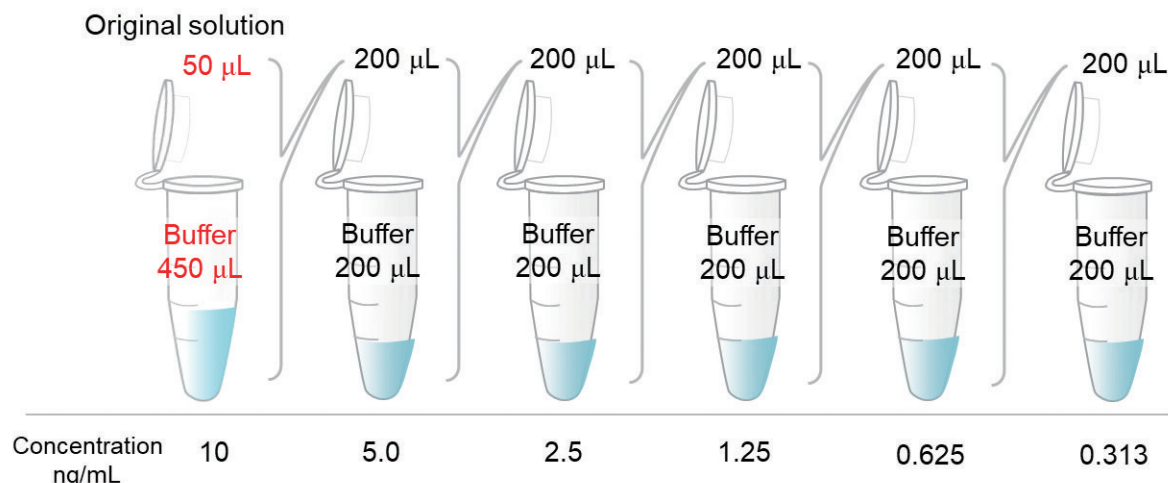 Original solution
50 μL
200 μL
200 μL
200 μL
200 μL
200 μL
Buffer
450 μL
Buffer
200 μL
Buffer
200 μL
Buffer
200 μL
Buffer
200 μL
Buffer
200 μL
Concentration
ng/mL
10
5.0
2.5
1.25
0.625
0.313